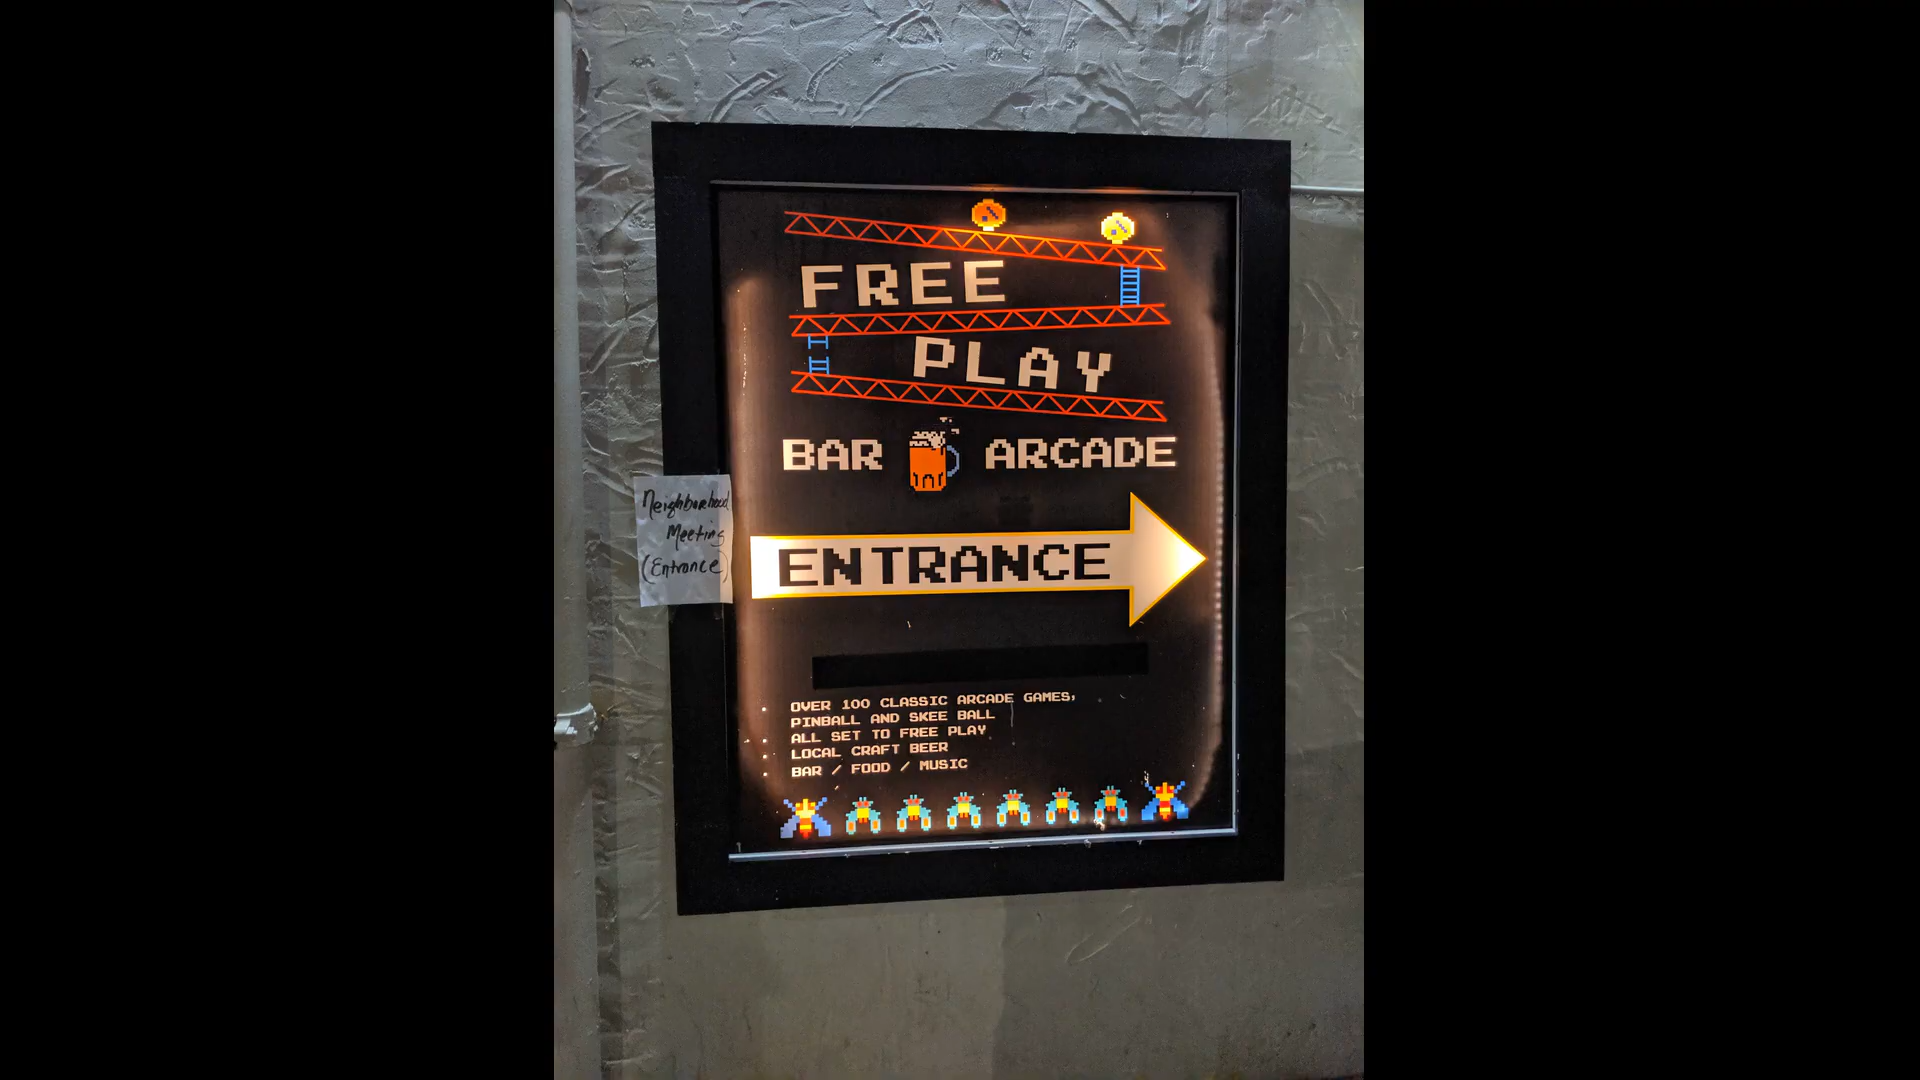 FREE
PLAY
BAR ARCADE
Neighborhood
Meeting
(Entrance)
ENTRANCE
• OVER 100 CLASSIC ARCADE GAMES,
PINBALL AND SKEE BALL
• ALL SET TO FREE PLAY
• LOCAL CRAFT BEER
• BAR / FOOD / MUSIC